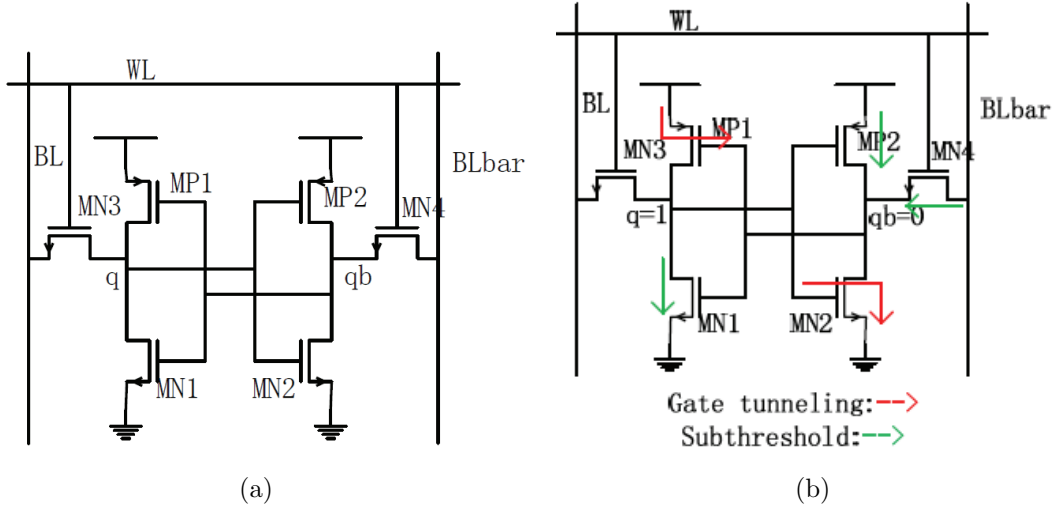 WL
BL
BLbar
MP1
MP2
MN3
MN4
q
qb
MN1
MN2
(a)
WL
BL
BLbar
MP1
MP2
MN3
MN4
q=1
qb=0
MN1
MN2
Gate tunneling:
Subthreshold:
(b)